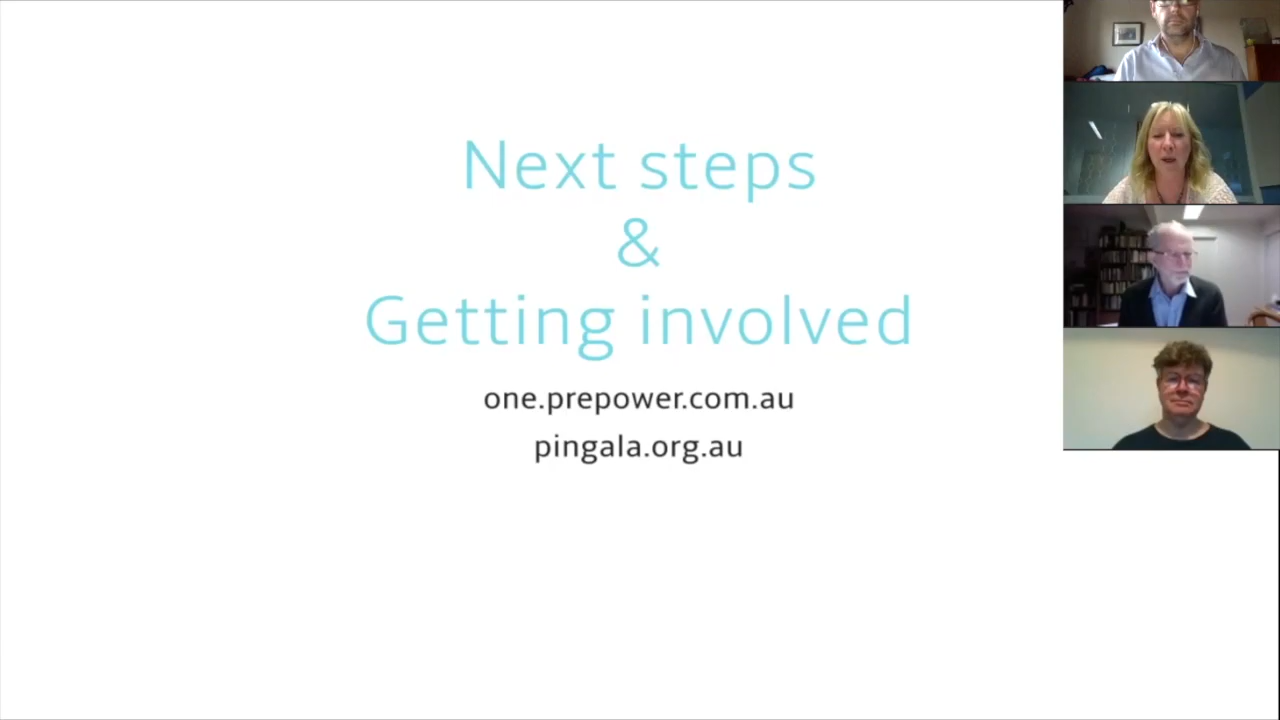 Next steps
&
Getting involved
one.prepower.com.au
pingala.org.au